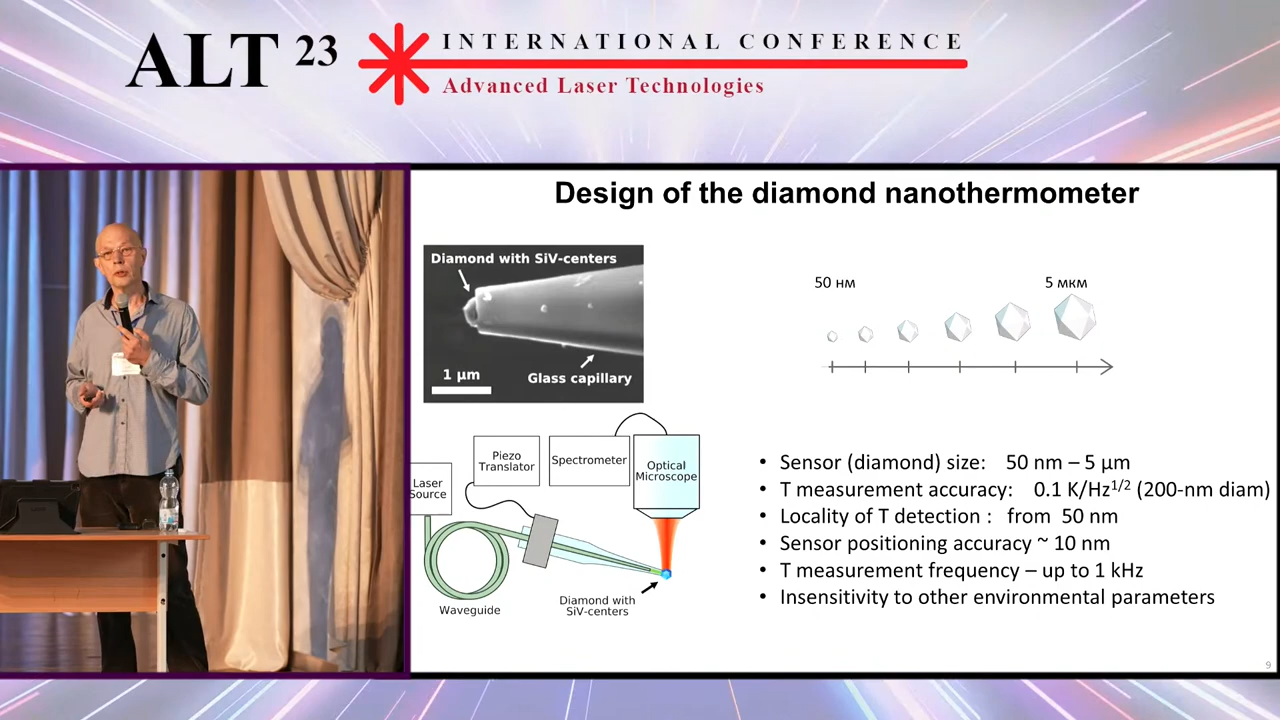 ALT 23
INTERNATIONAL CONFERENCE
Advanced Laser Technologies
Design of the diamond nanothermometer
Diamond with SiV-centers
1 µm
Glass capillary
50 нм
5 мкм
Laser
Source
Piezo
Translator
Spectrometer
Optical
Microscope
Waveguide
Diamond with
SiV-centers
• Sensor (diamond) size: 50 nm – 5 µm
• T measurement accuracy: 0.1 K/Hz1/2 (200-nm diam)
• Locality of T detection : from 50 nm
• Sensor positioning accuracy ~ 10 nm
• T measurement frequency – up to 1 kHz
• Insensitivity to other environmental parameters
9